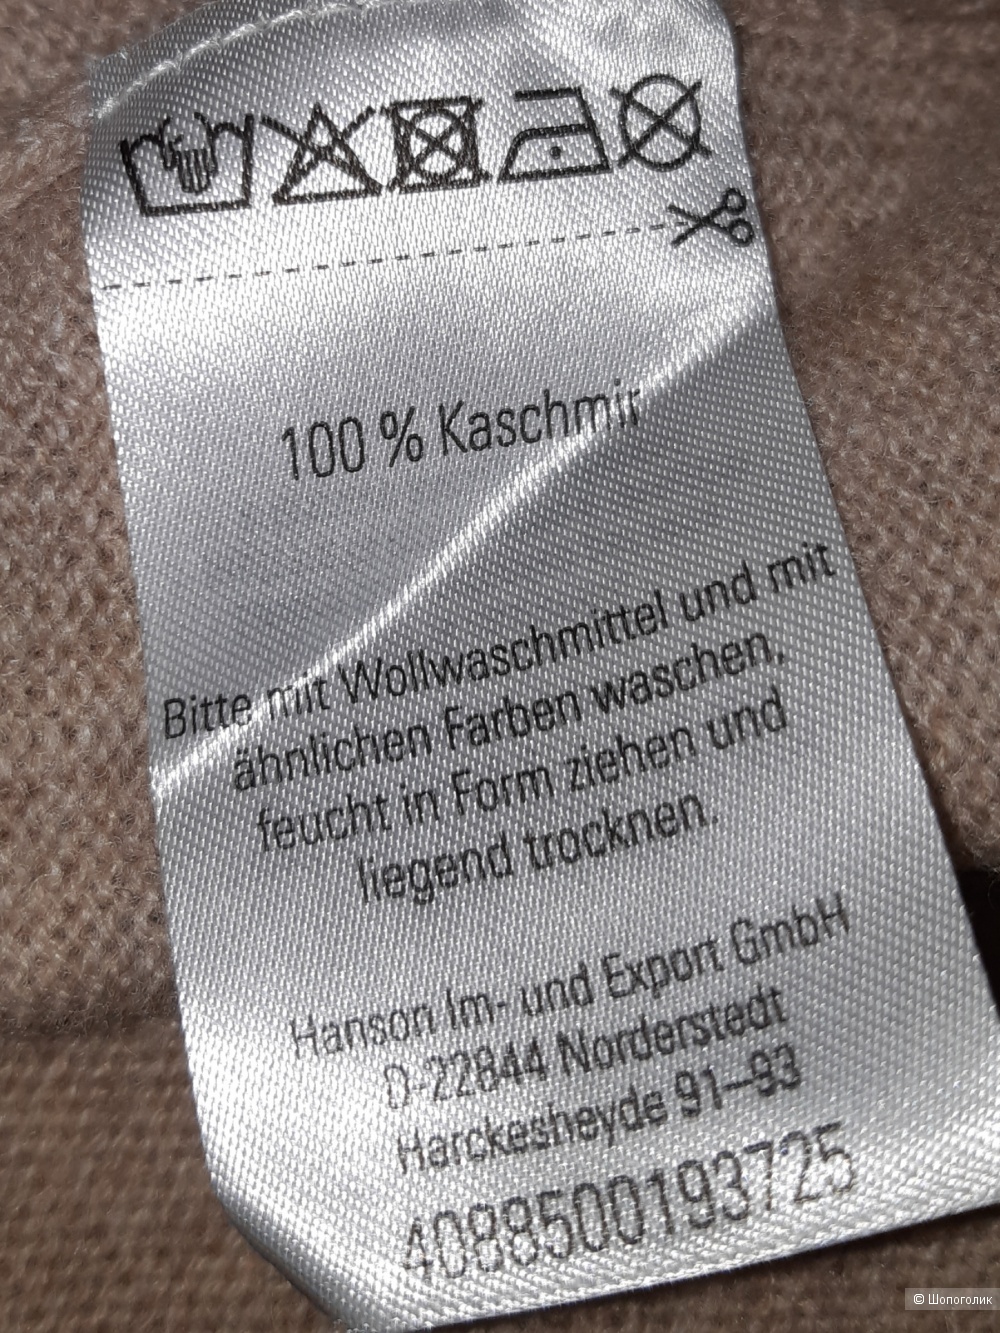 100 % Kaschmir
Bitte mit Wollwaschmittel und mit
ähnlichen Farben waschen,
feucht in Form ziehen und
liegend trocknen.
Hanson Im- und Export GmbH
D-22844 Norderstedt
Harckesheyde 91–93
4088500193725
© Шопоголик